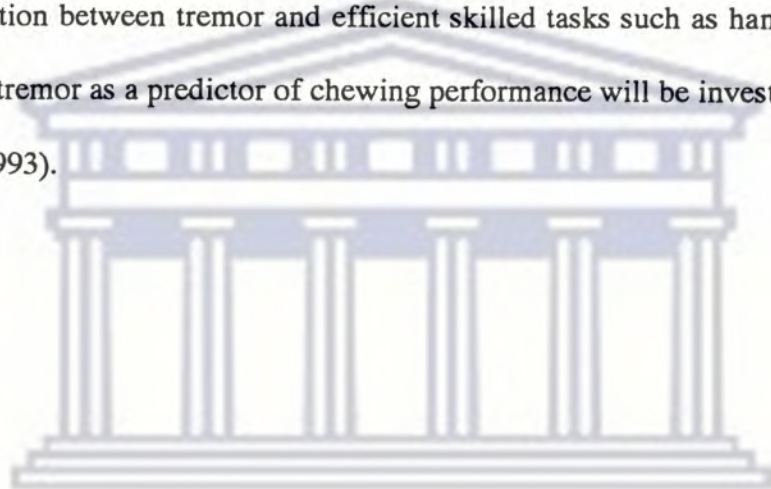 tion between tremor and efficient skilled tasks such as han
tremor as a predictor of chewing performance will be invest
993).